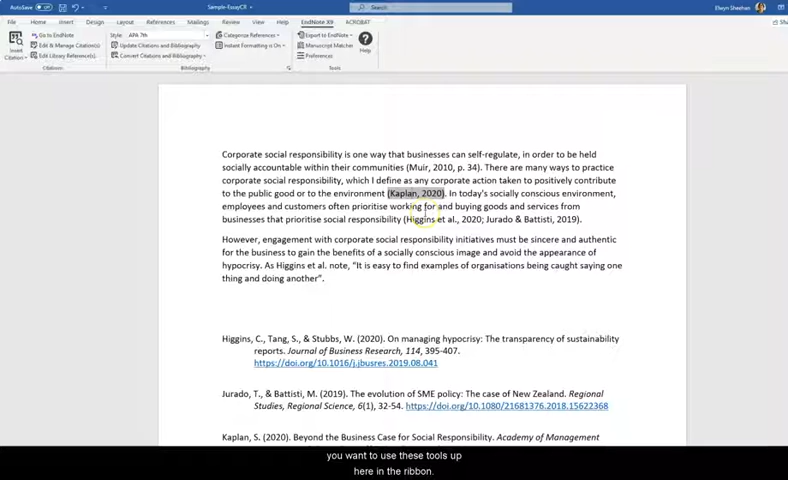 AutoSave Off
Sample-EssayCR
Search
Elwyn Sheehan
File Home Insert Design Layout References Mailings Review View Help EndNote X9 ACROBAT
Share
Insert Citation
Go to EndNote
Edit & Manage Citation(s)
Edit Library Reference(s)
Citations
Style: APA 7th
Update Citations and Bibliography
Convert Citations and Bibliography
Categorize References
Instant Formatting is On
Bibliography
Export to EndNote
Manuscript Matcher
Preferences
Help
Tools
Corporate social responsibility is one way that businesses can self-regulate, in order to be held
socially accountable within their communities (Muir, 2010, p. 34). There are many ways to practice
corporate social responsibility, which I define as any corporate action taken to positively contribute
to the public good or to the environment (Kaplan, 2020). In today's socially conscious environment,
employees and customers often prioritise working for and buying goods and services from
businesses that prioritise social responsibility (Higgins et al., 2020; Jurado & Battisti, 2019).
However, engagement with corporate social responsibility initiatives must be sincere and authentic
for the business to gain the benefits of a socially conscious image and avoid the appearance of
hypocrisy. As Higgins et al. note, “It is easy to find examples of organisations being caught saying one
thing and doing another”.
Higgins, C., Tang, S., & Stubbs, W. (2020). On managing hypocrisy: The transparency of sustainability
reports. Journal of Business Research, 114, 395-407.
https://doi.org/10.1016/j.jbusres.2019.08.041
Jurado, T., & Battisti, M. (2019). The evolution of SME policy: The case of New Zealand. Regional
Studies, Regional Science, 6(1), 32-54. https://doi.org/10.1080/21681376.2018.15622368
Kaplan, S. (2020). Beyond the Business Case for Social Responsibility. Academy of Management
you want to use these tools up
here in the ribbon.